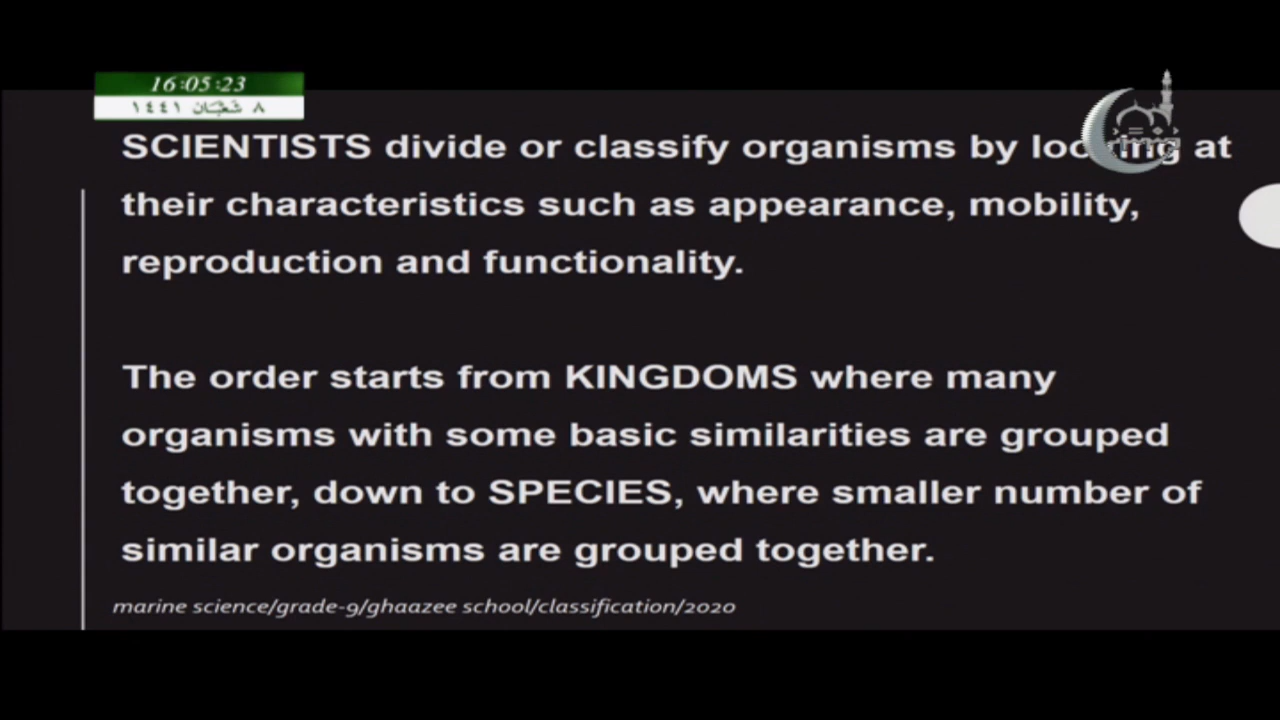 16:05:23
٨ شَعْبَان ١٤٤١
SCIENTISTS divide or classify organisms by looking at
their characteristics such as appearance, mobility,
reproduction and functionality.
The order starts from KINGDOMS where many
organisms with some basic similarities are grouped
together, down to SPECIES, where smaller number of
similar organisms are grouped together.
marine science/grade-9/ghaazee school/classification/2020